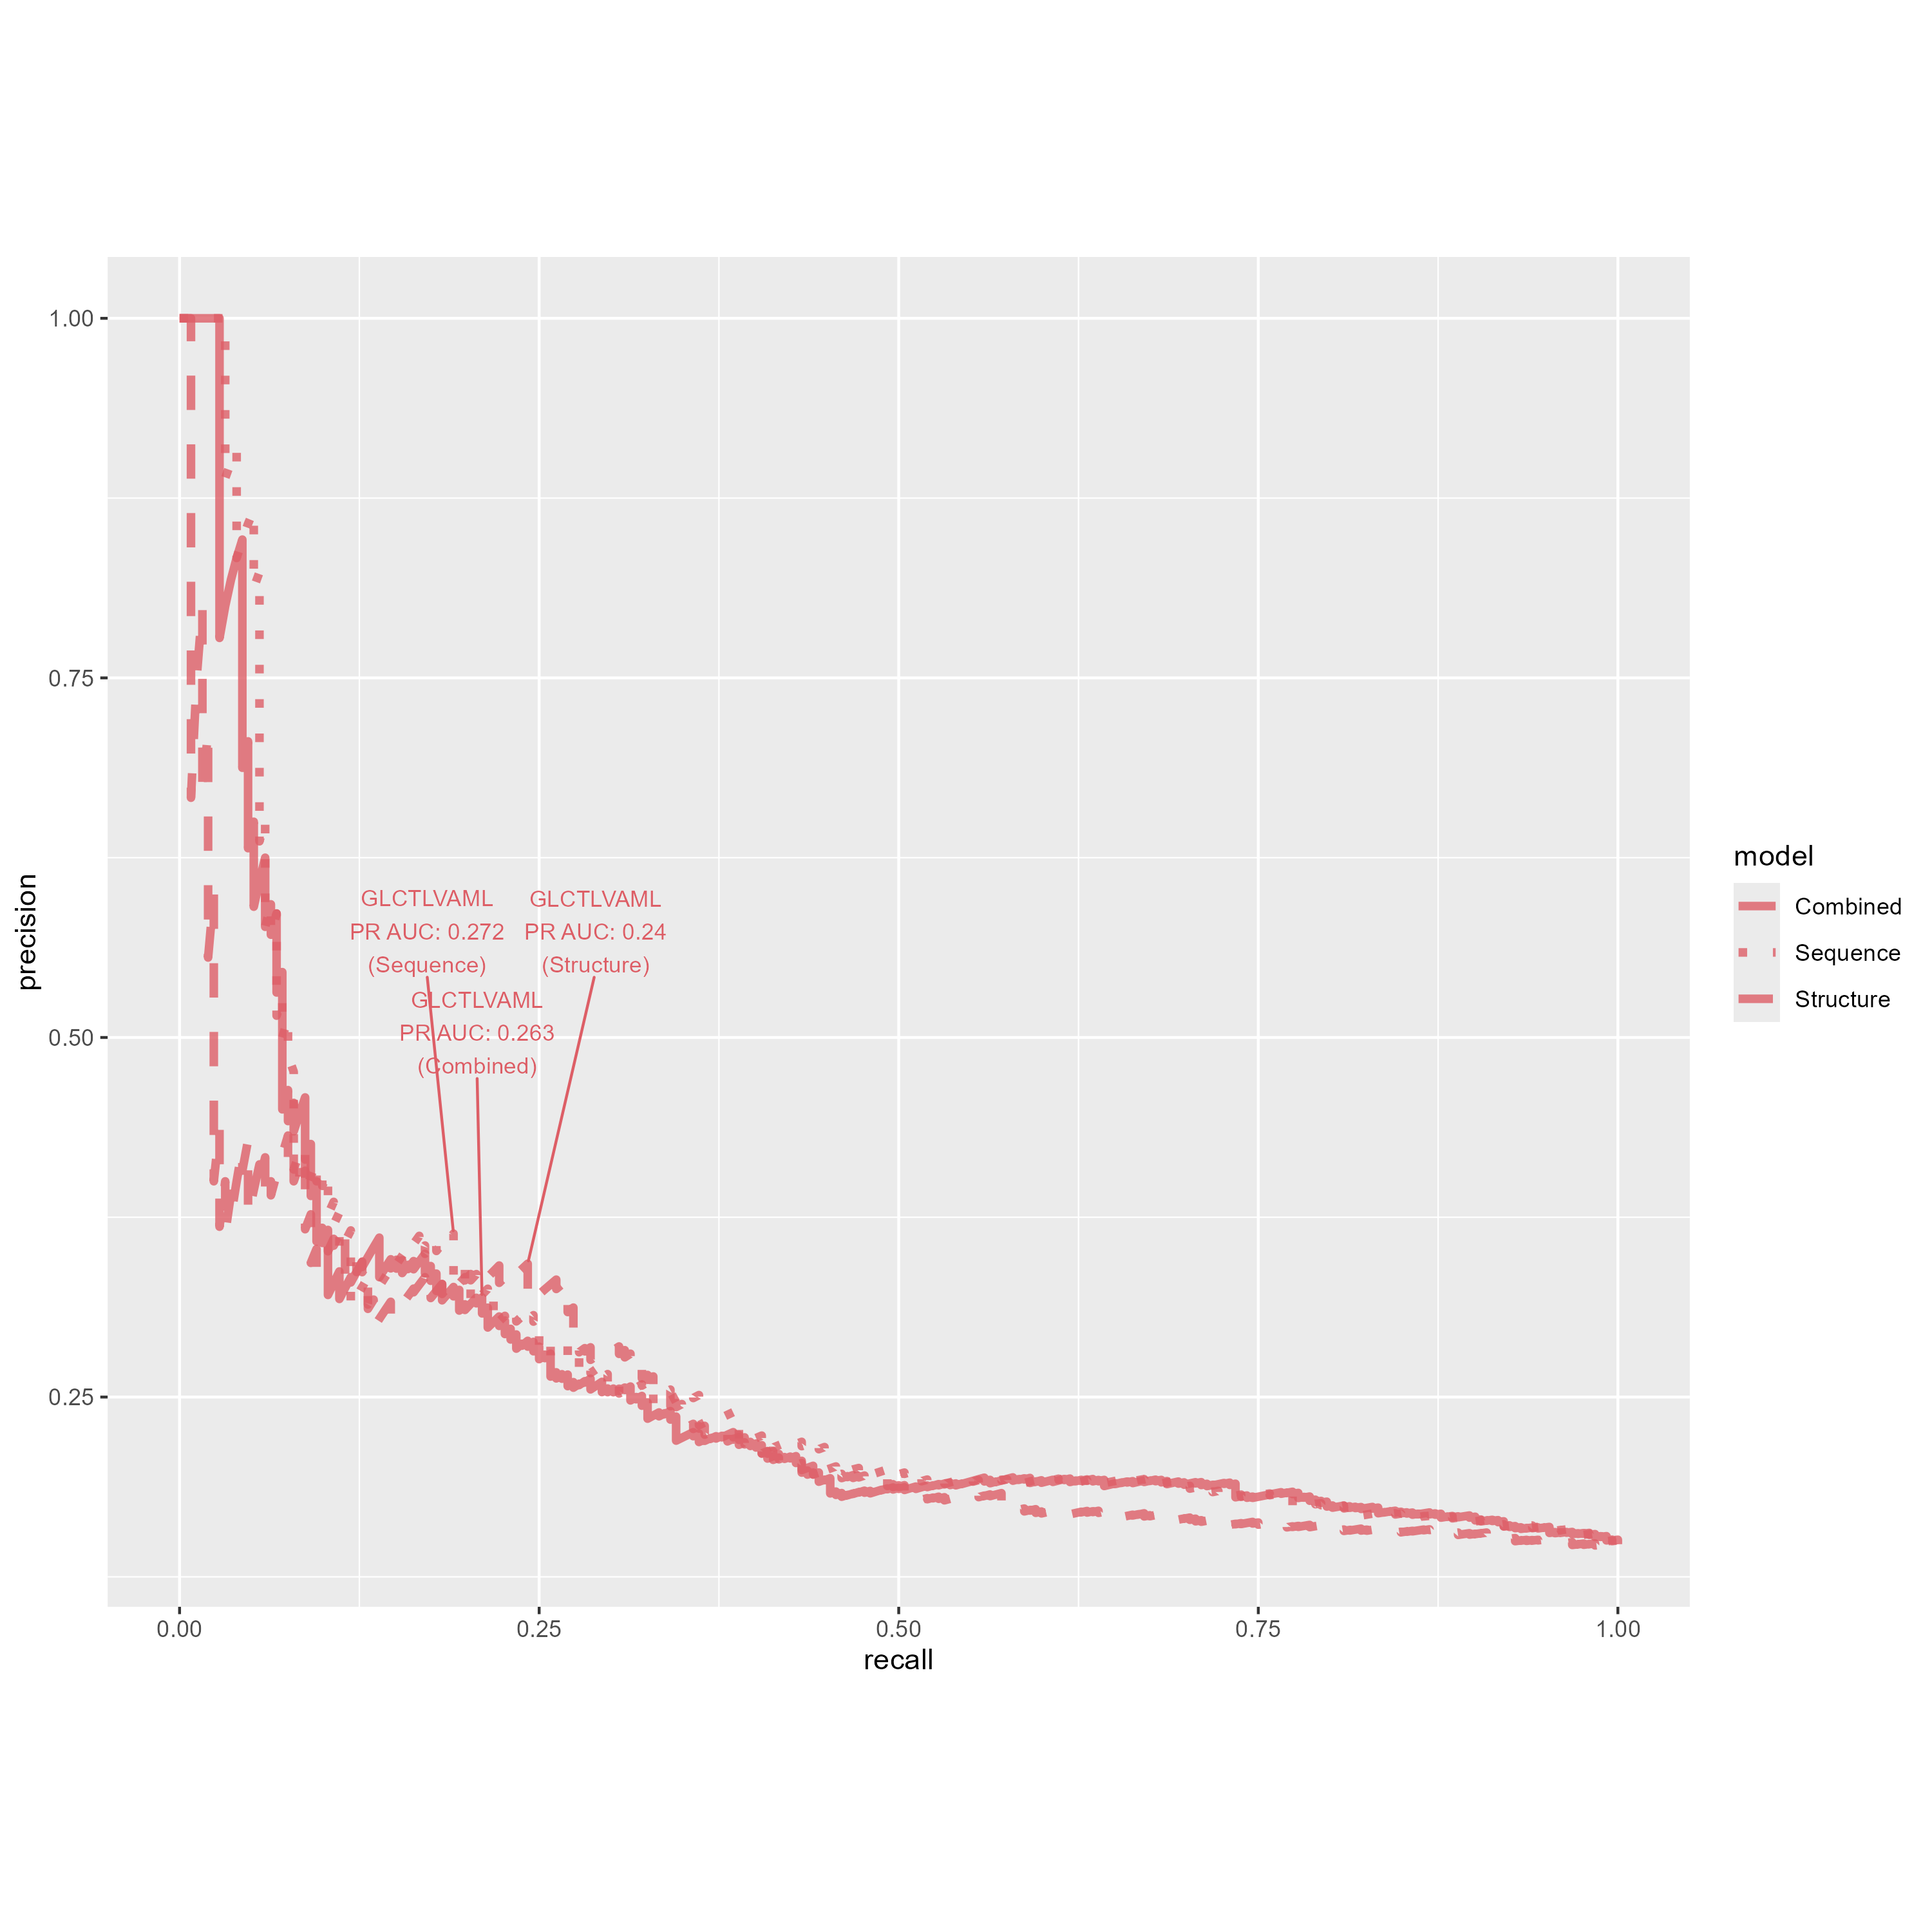 1.00
0.75
0.50
0.25
precision
GLCTLVAML
PR AUC: 0.272
(Sequence)
GLCTLVAML
PR AUC: 0.24
(Structure)
GLCTLVAML
PR AUC: 0.263
(Combined)
0.00
0.25
0.50
0.75
1.00
recall
model
Combined
Sequence
Structure